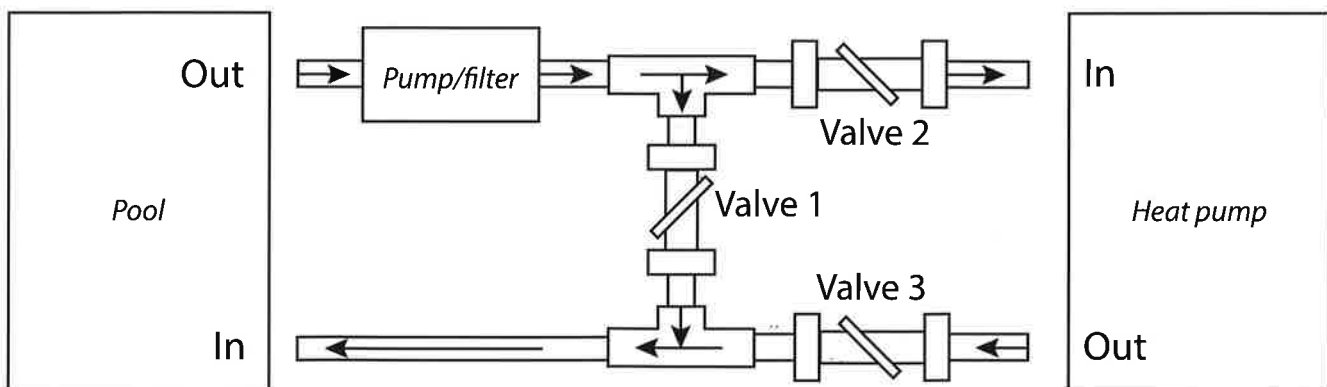 Out
Pump/filter
In
Valve 2
Pool
Valve 1
Heat pump
Valve 3
In
Out